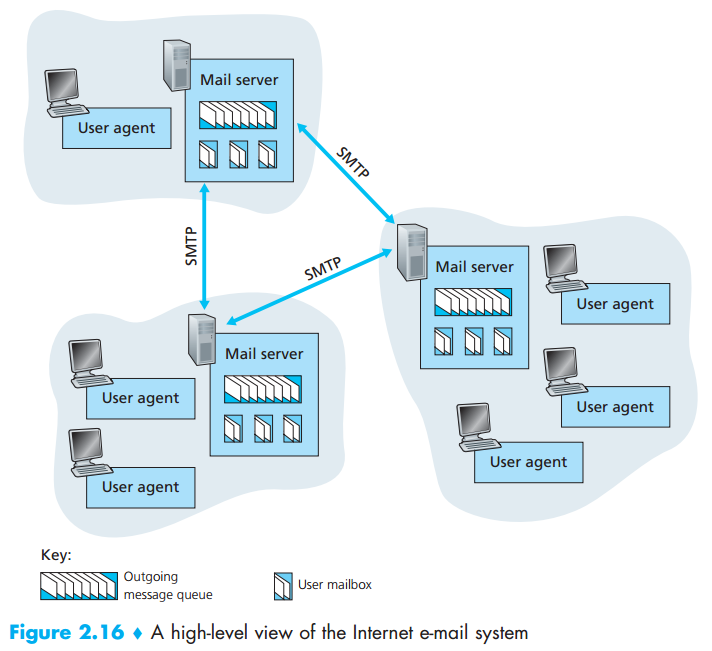 Mail server
User agent
SMTP
SMTP
SMTP
Mail server
User agent
User agent
User agent
Mail server
User agent
User agent
Key:
Outgoing
message queue
User mailbox
Figure 2.16 ♦ A high-level view of the Internet e-mail system